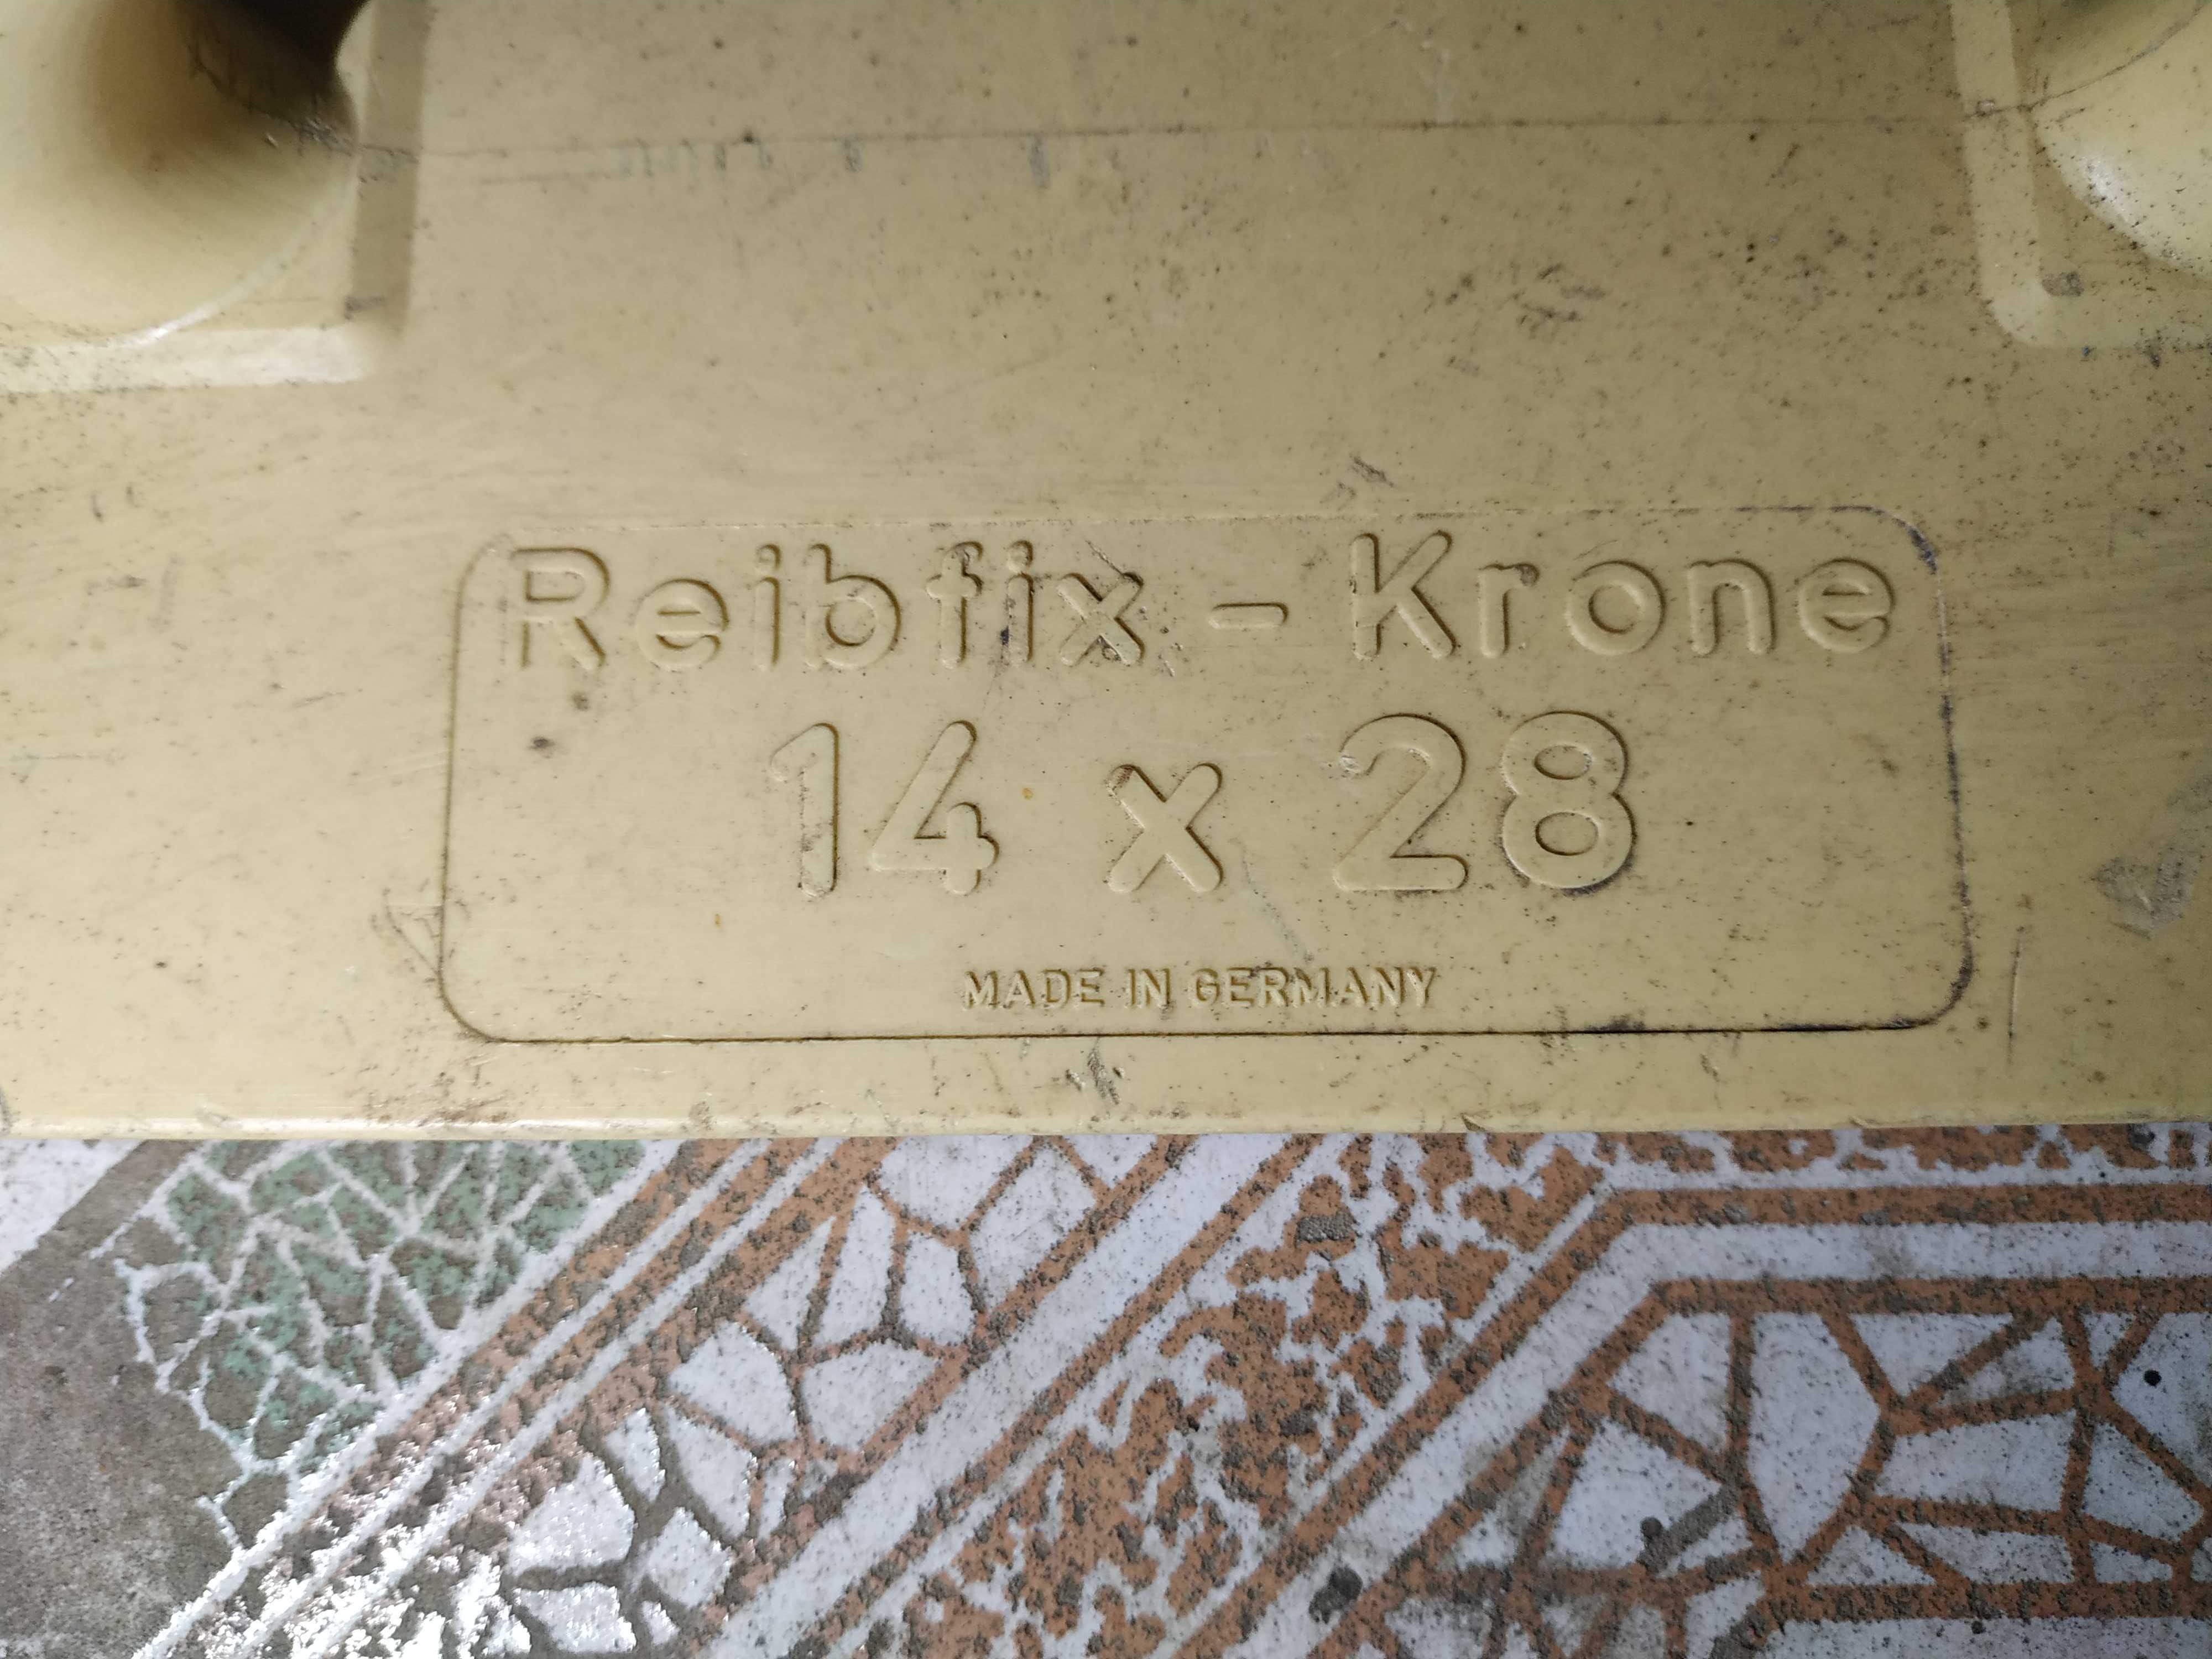 Reibfix - Krone
14 x 28
MADE IN GERMANY